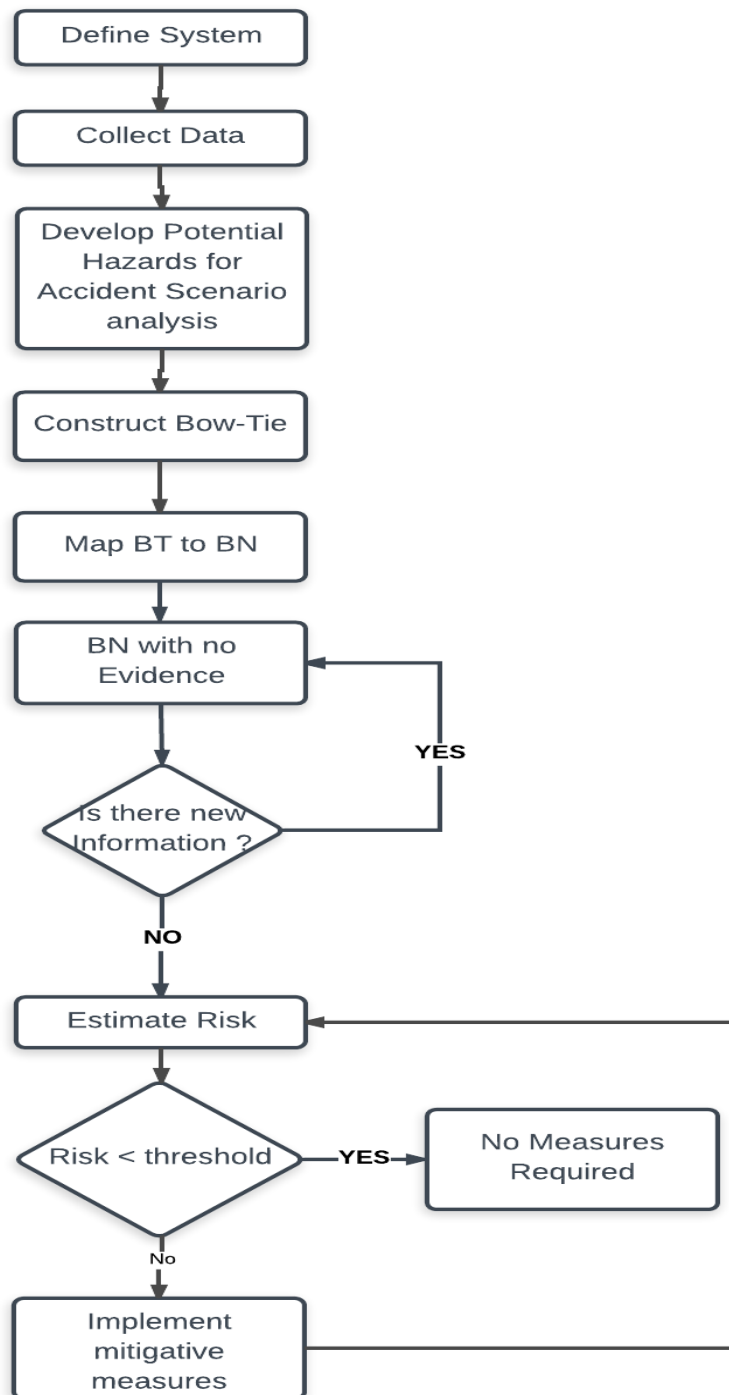 Define System
Collect Data
Develop Potential
Hazards for
Accident Scenario
analysis
Construct Bow-Tie
Map BT to BN
BN with no
Evidence
YES
Is there new
Information ?
NO
Estimate Risk
Risk < threshold
YES
No Measures
Required
No
Implement
mitigative
measures